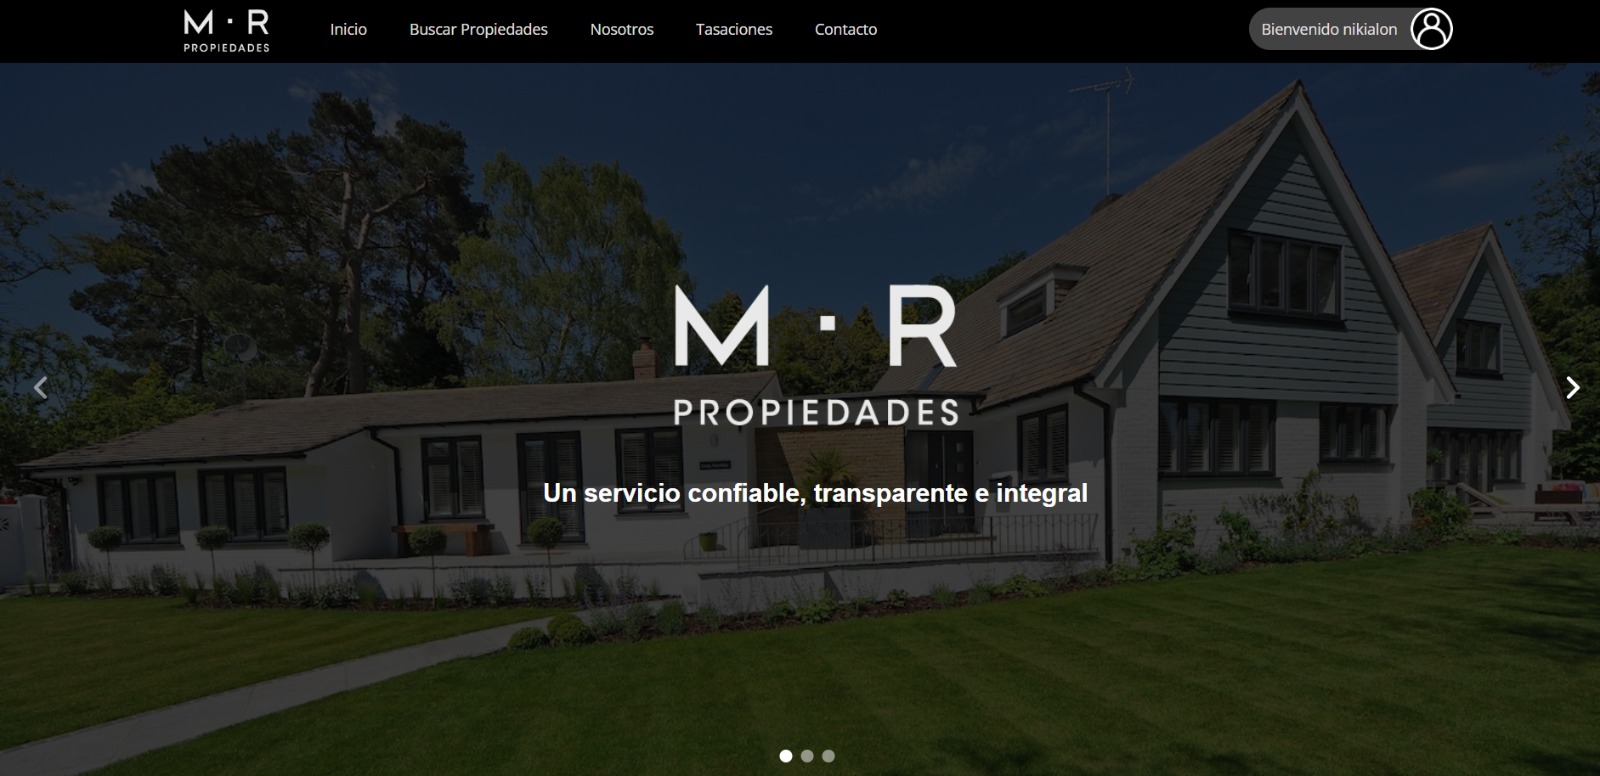 M · R
PROPIEDADES
Inicio
Buscar Propiedades
Nosotros
Tasaciones
Contacto
Bienvenido nikialon
M · R
PROPIEDADES
Un servicio confiable, transparente e integral